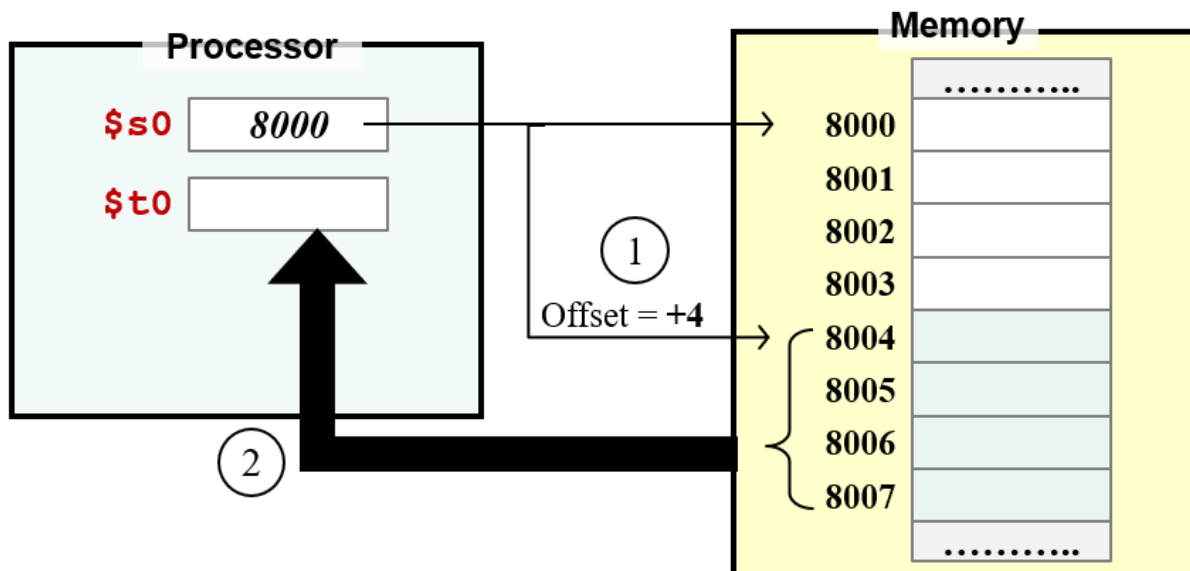 Processor
$s0 8000
$t0
1
Offset = +4
2
Memory
...........
8000
8001
8002
8003
8004
8005
8006
8007
...........